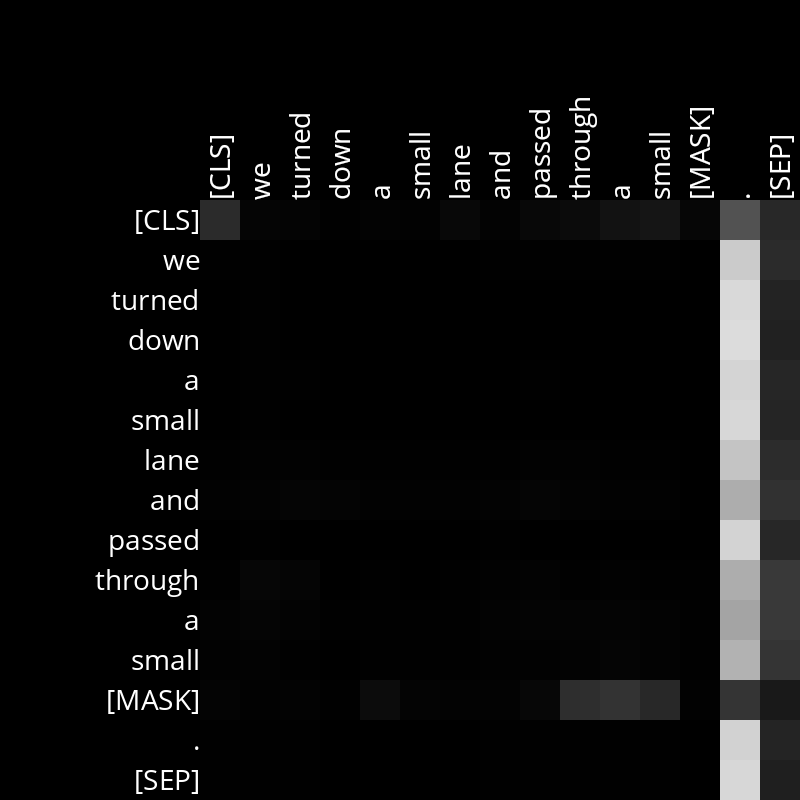 [CLS] we turned down a small lane and passed through a small [MASK] . [SEP]
[CLS]
we
turned
down
a
small
lane
and
passed
through
a
small
[MASK]
.
[SEP]